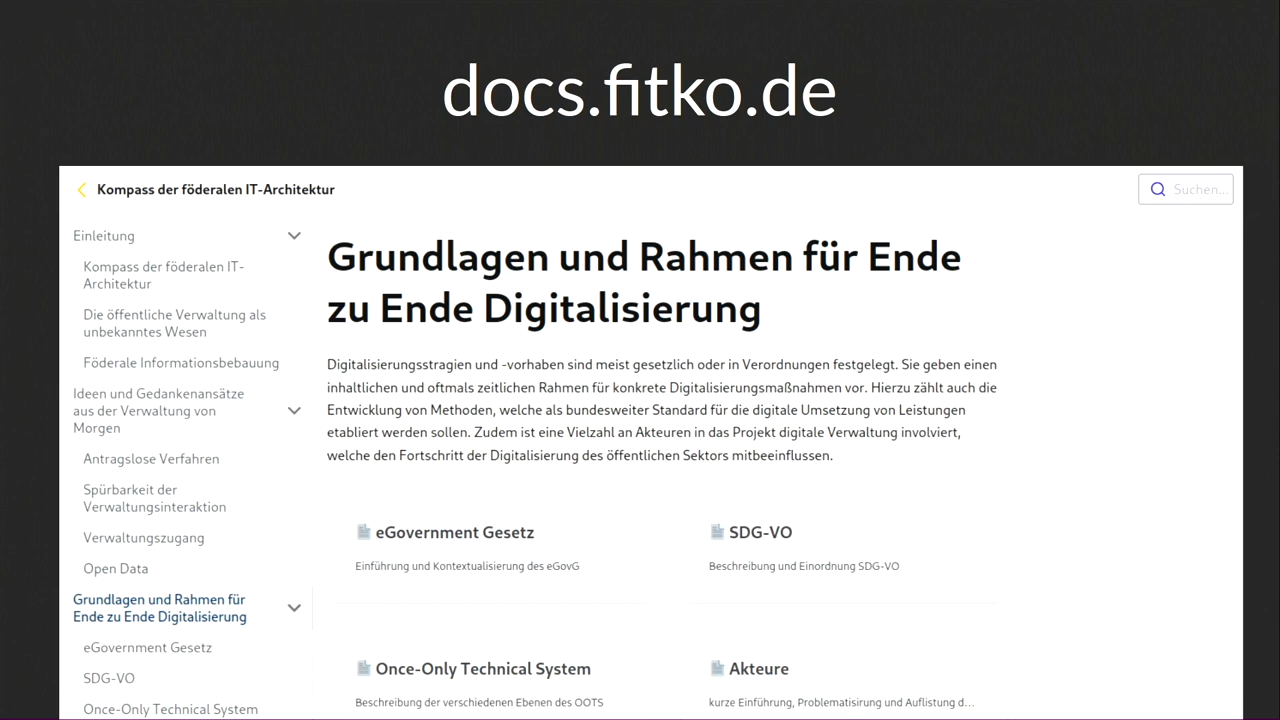 docs.fitko.de
Kompass der föderalen IT-Architektur
Suchen...
Einleitung
Kompass der föderalen IT-
Architektur
Die öffentliche Verwaltung als
unbekanntes Wesen
Föderale Informationsbebauung
Ideen und Gedankenansätze
aus der Verwaltung von
Morgen
Antragslose Verfahren
Spürbarkeit der
Verwaltungsinteraktion
Verwaltungszugang
Open Data
Grundlagen und Rahmen für
Ende zu Ende Digitalisierung
eGovernment Gesetz
SDG-VO
Once-Only Technical System
Grundlagen und Rahmen für Ende
zu Ende Digitalisierung
Digitalisierungsstragien und -vorhaben sind meist gesetzlich oder in Verordnungen festgelegt. Sie geben einen
inhaltlichen und oftmals zeitlichen Rahmen für konkrete Digitalisierungsmaßnahmen vor. Hierzu zählt auch die
Entwicklung von Methoden, welche als bundesweiter Standard für die digitale Umsetzung von Leistungen
etabliert werden sollen. Zudem ist eine Vielzahl an Akteuren in das Projekt digitale Verwaltung involviert,
welche den Fortschritt der Digitalisierung des öffentlichen Sektors mitbeeinflussen.
eGovernment Gesetz
Einführung und Kontextualisierung des eGovG
SDG-VO
Beschreibung und Einordnung SDG-VO
Once-Only Technical System
Beschreibung der verschiedenen Ebenen des OOTS
Akteure
kurze Einführung, Problematisirung und Auflistung d...